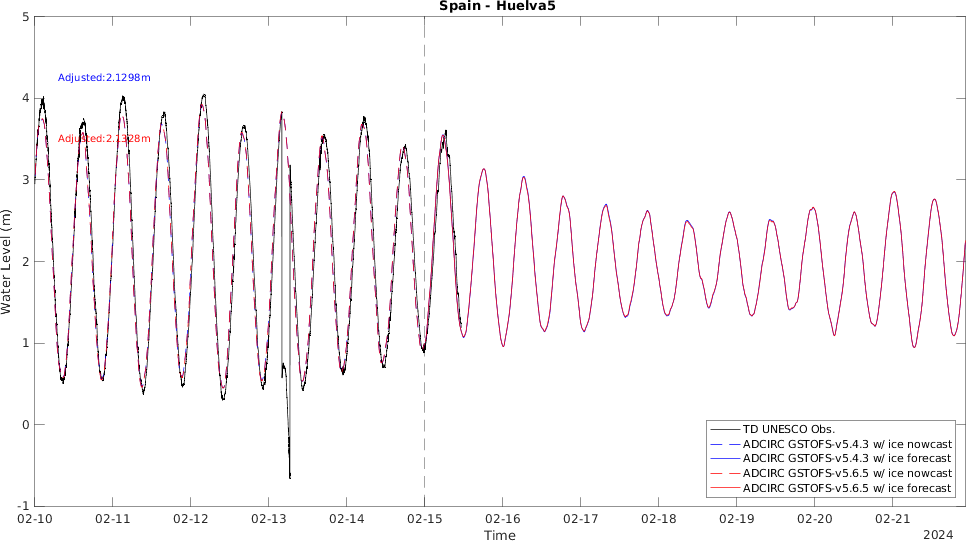 Spain - Huelva5
Water Level (m)
5
4
3
2
1
0
-1
Adjusted:2.1298m
Adjusted:2.1328m
TD UNESCO Obs.
ADCIRC GSTOFS-v5.4.3 w/ ice nowcast
ADCIRC GSTOFS-v5.4.3 w/ ice forecast
ADCIRC GSTOFS-v5.6.5 w/ ice nowcast
ADCIRC GSTOFS-v5.6.5 w/ ice forecast
02-10 02-11 02-12 02-13 02-14 02-15 02-16 02-17 02-18 02-19 02-20 02-21
Time
2024